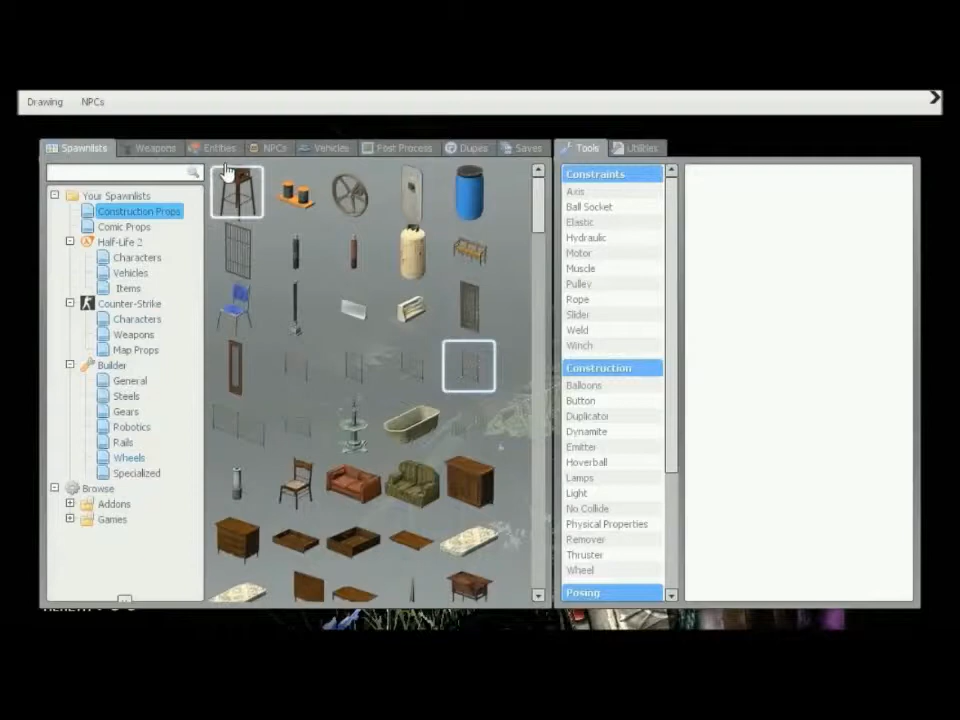 Drawing NPCs
Spawnlists Weapons Entities NPCs Vehicles Post Process Dupes Saves Tools Utilities
Your Spawnlists
Construction Props
Comic Props
Half-Life 2
Characters
Vehicles
Items
Counter-Strike
Characters
Weapons
Map Props
Builder
General
Steels
Gears
Robotics
Rails
Wheels
Specialized
Browse
Addons
Games
Constraints
Axis
Ball Socket
Elastic
Hydraulic
Motor
Muscle
Pulley
Rope
Slider
Weld
Winch
Construction
Balloons
Button
Duplicator
Dynamite
Emitter
Hoverball
Lamps
Light
No Collide
Physical Properties
Remover
Thruster
Wheel
Posing